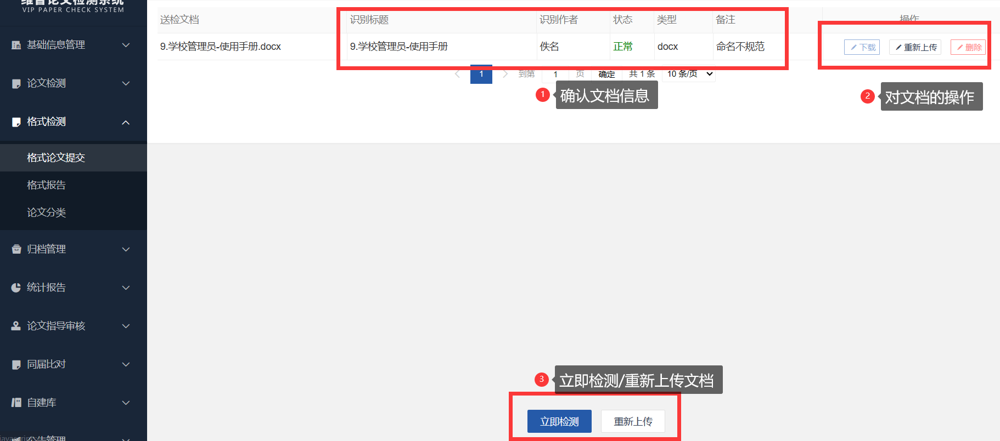 维普论文检测系统
VIP PAPER CHECK SYSTEM
基础信息管理
论文检测
格式检测
格式论文提交
格式报告
论文分类
归档管理
统计报告
论文指导审核
同届比对
自建库
公告管理
送检文档 识别标题 识别作者 状态 类型 备注 操作
9.学校管理员-使用手册.docx 9.学校管理员-使用手册 佚名 正常 docx 命名不规范 下载 重新上传 删除
1 到第 1 页 确定 共 1 条 10 条/页
1 确认文档信息
2 对文档的操作
3 立即检测/重新上传文档
立即检测 重新上传